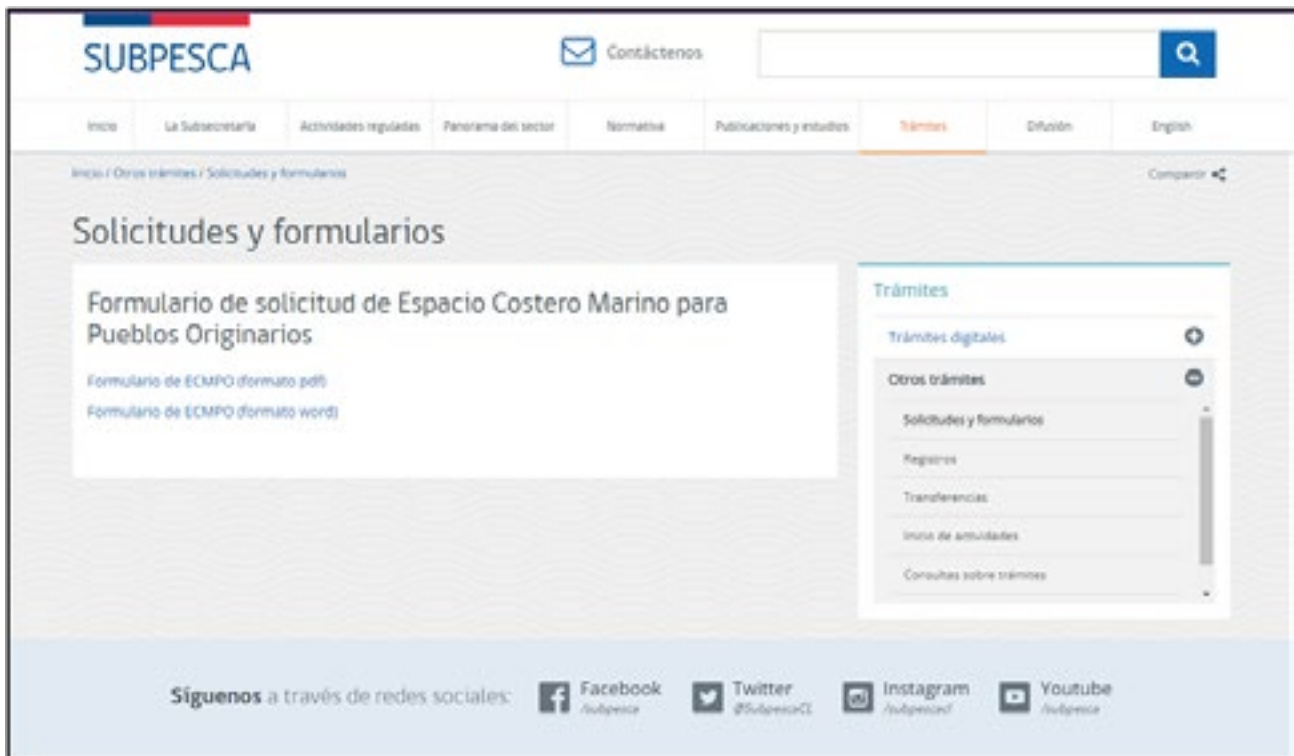 SUBPESCA
Contáctenos
Inicio
La Subsecretaría
Actividades reguladas
Panorama del sector
Normativa
Publicaciones y estudios
Trámites
Difusión
English
Inicio / Otros trámites / Solicitudes y formularios
Compartir
Solicitudes y formularios
Formulario de solicitud de Espacio Costero Marino para
Pueblos Originarios
Formulario de ECMPO (formato pdf)
Formulario de ECMPO (formato word)
Trámites
Trámites digitales
Otros trámites
Solicitudes y formularios
Registros
Transferencias
Inicio de actividades
Consultas sobre trámites
Síguenos a través de redes sociales:
Facebook
/subpesca
Twitter
@SubpescaCL
Instagram
/subpescacl
Youtube
/subpesca